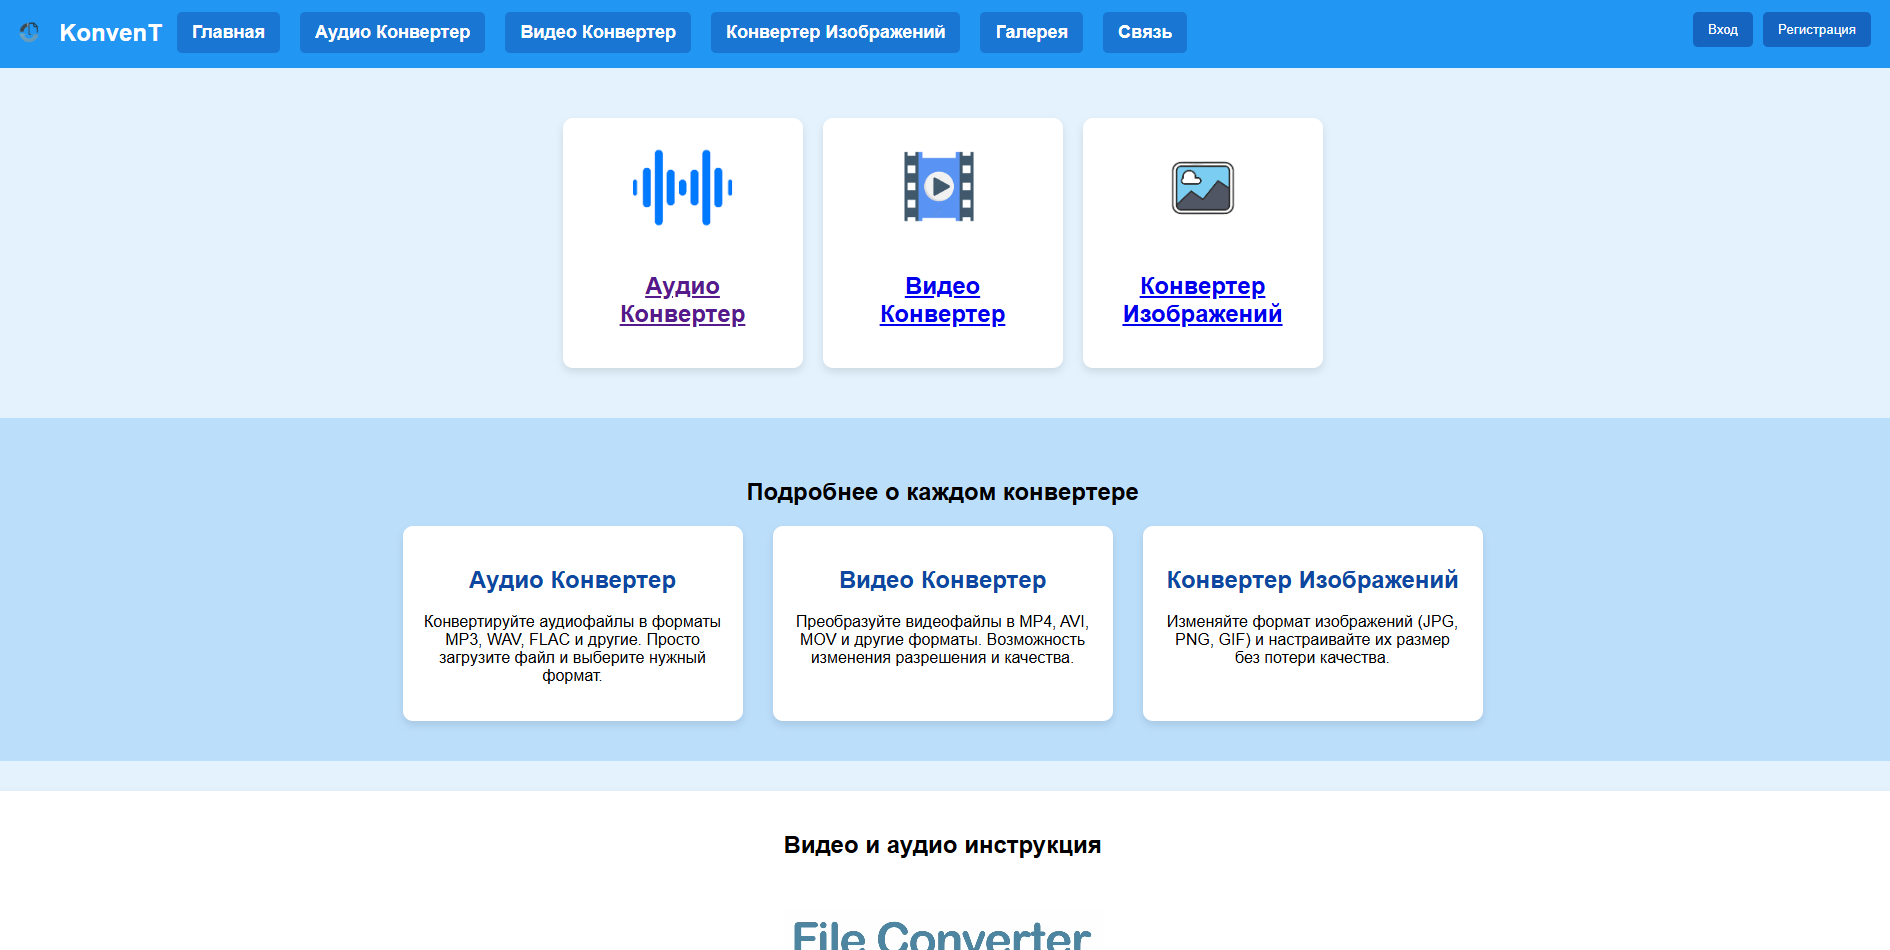 KonvenT
Главная
Аудио Конвертер
Видео Конвертер
Конвертер Изображений
Галерея
Связь
Вход
Регистрация
Аудио
Конвертер
Видео
Конвертер
Конвертер
Изображений
Подробнее о каждом конвертере
Аудио Конвертер
Конвертируйте аудиофайлы в форматы
MP3, WAV, FLAC и другие. Просто
загрузите файл и выберите нужный
формат.
Видео Конвертер
Преобразуйте видеофайлы в MP4, AVI,
MOV и другие форматы. Возможность
изменения разрешения и качества.
Конвертер Изображений
Изменяйте формат изображений (JPG,
PNG, GIF) и настраивайте их размер
без потери качества.
Видео и аудио инструкция
File Converter